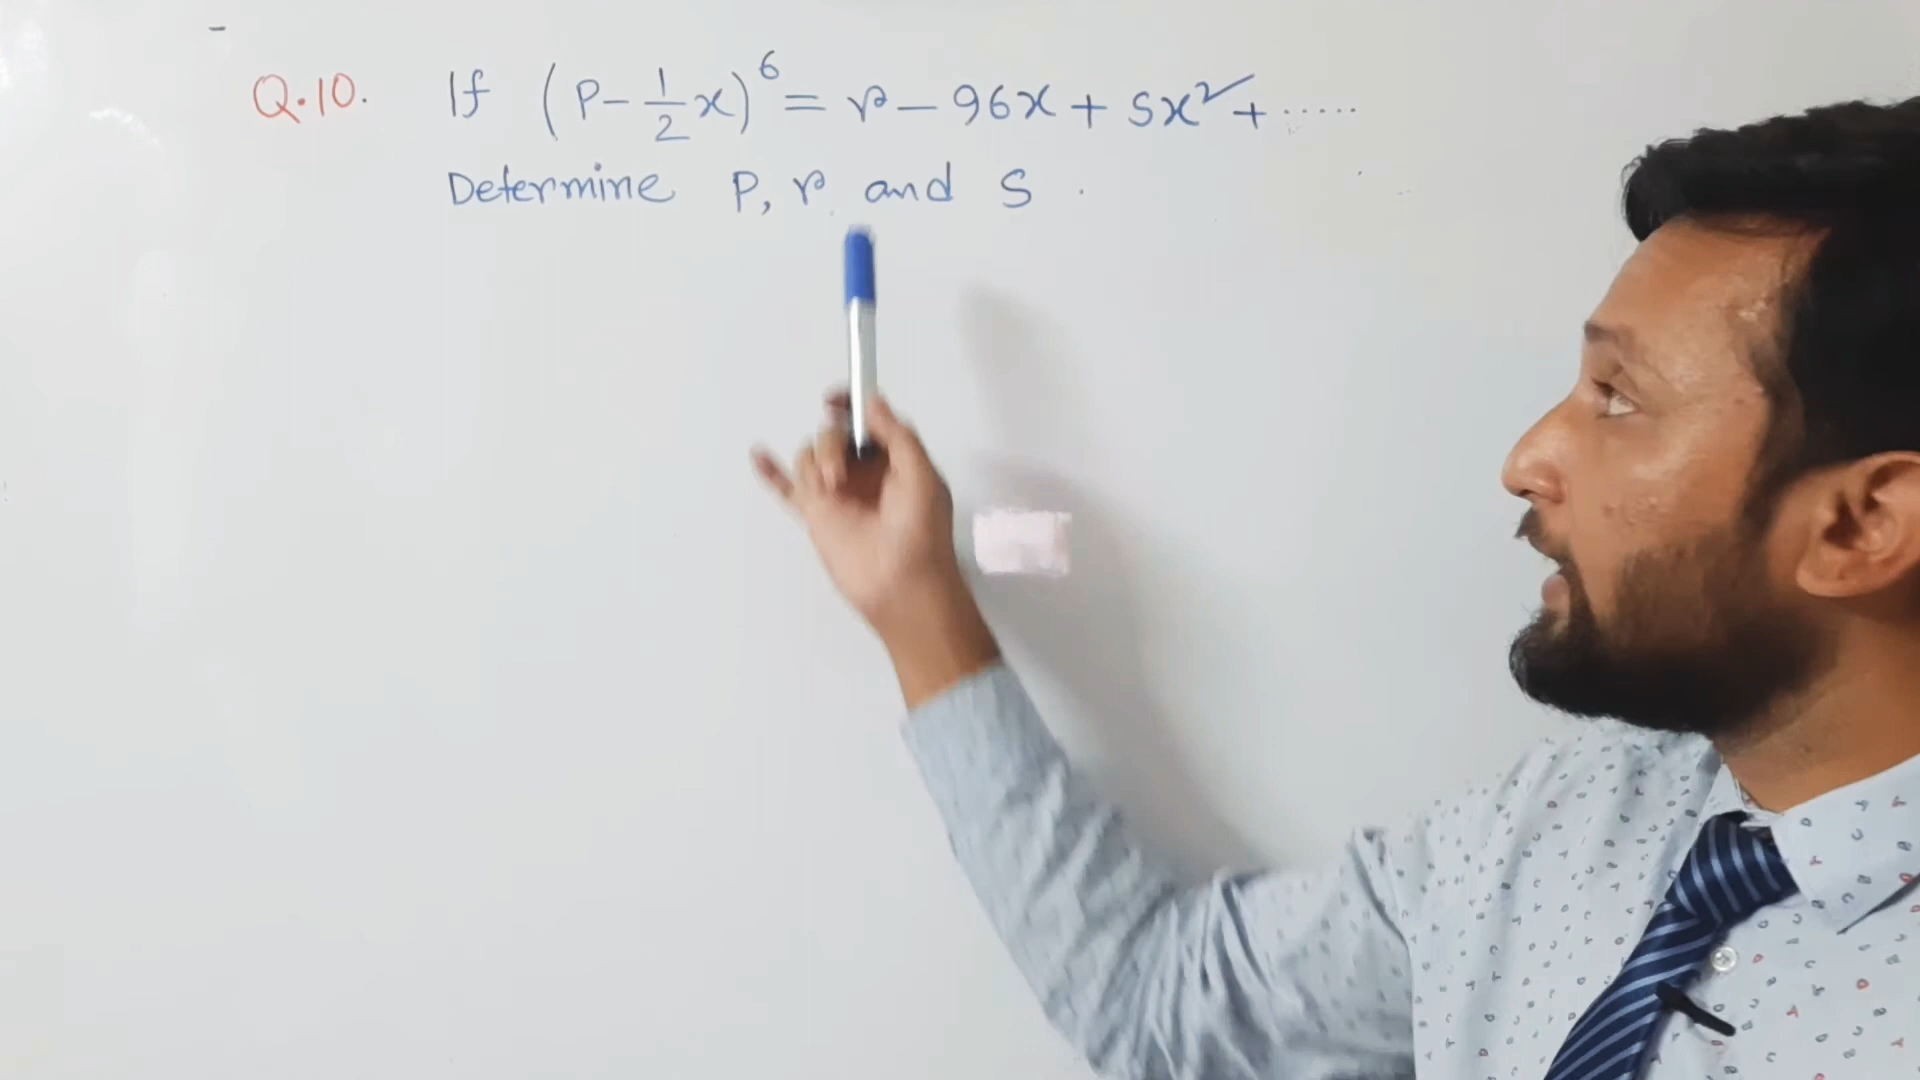 Q.10. If (P - 1/2 x)^6 = r - 96x + Sx² + .....
Determine P, r and S.